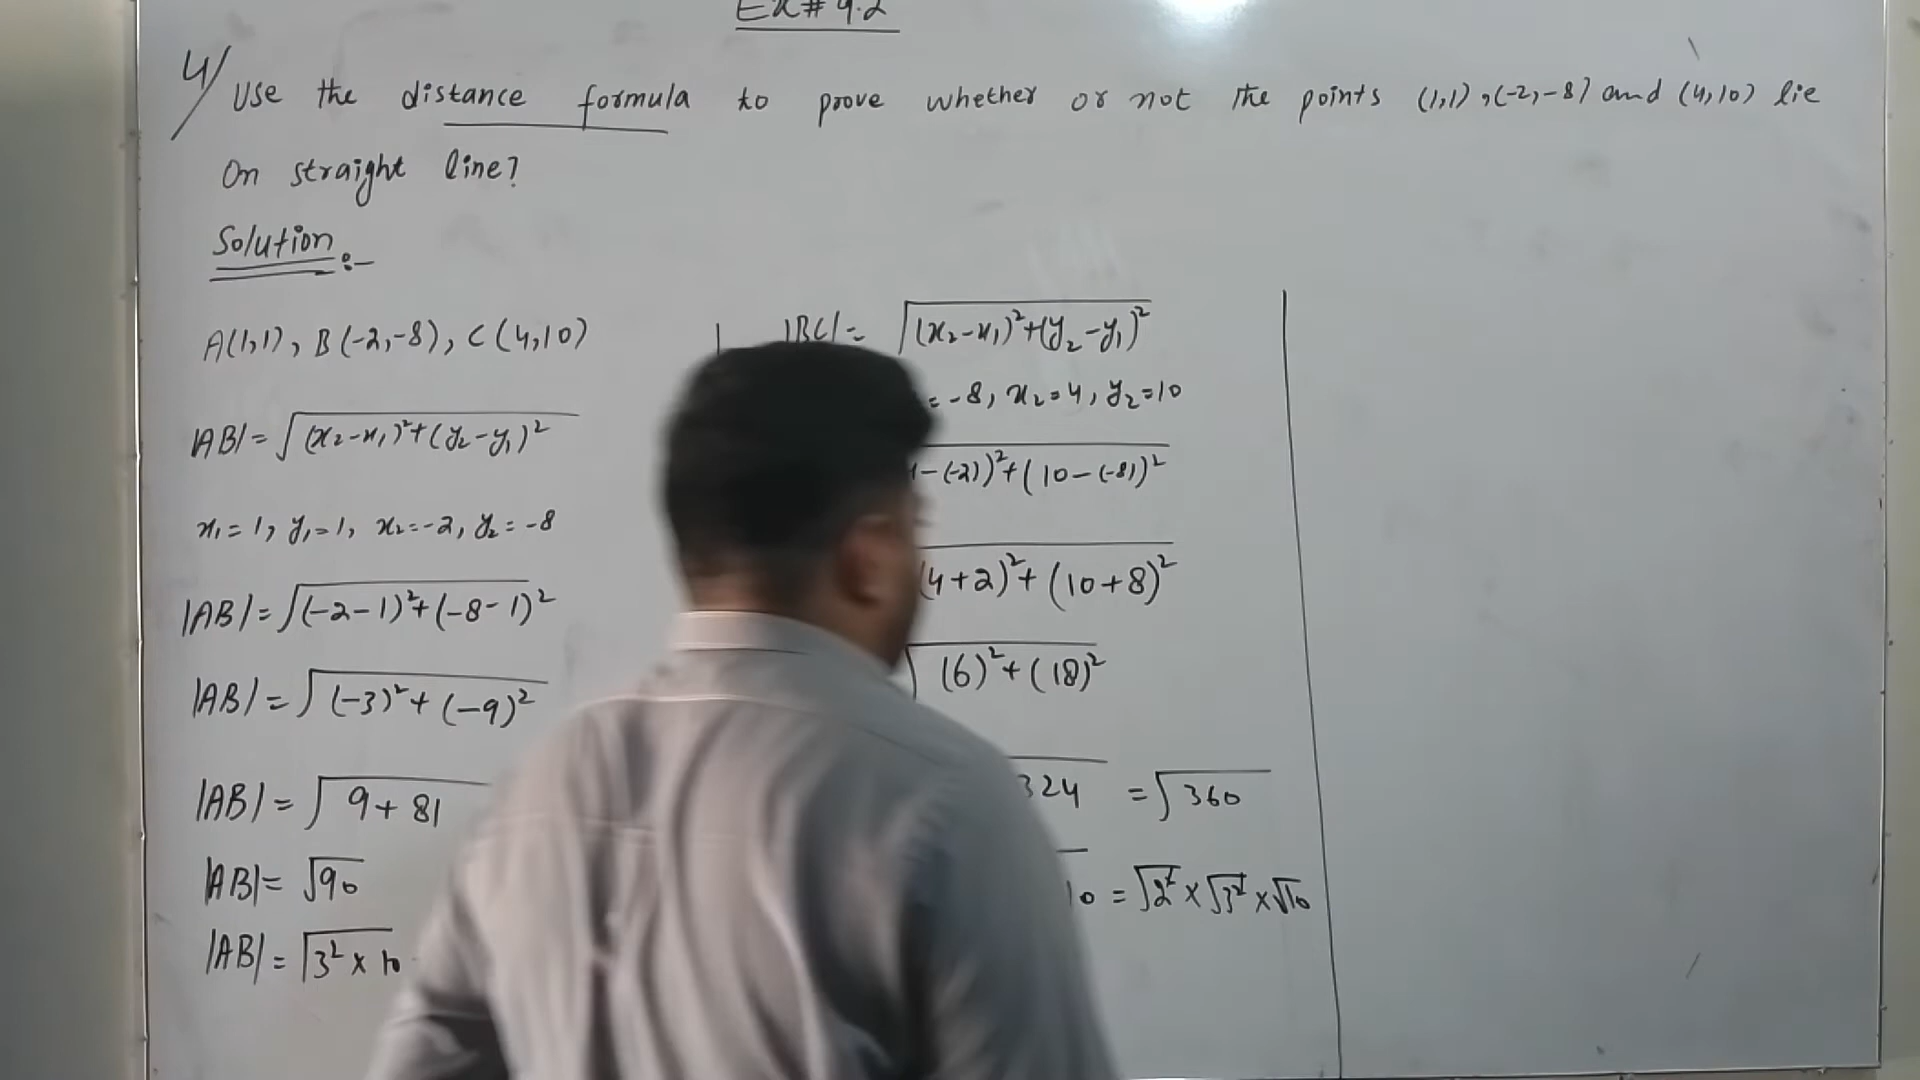 Ex# 9.2
4/ Use the distance formula to prove whether or not the points (1,1), (-2,-8) and (4,10) lie
On straight line?
Solution:-
A(1,1), B(-2,-8), C(4,10)
|AB| = √(x₂-x₁)²+(y₂-y₁)²
x₁=1, y₁=1, x₂=-2, y₂=-8
|AB| = √(-2-1)²+(-8-1)²
|AB| = √(-3)²+(-9)²
|AB| = √9+81
|AB| = √90
|AB| = √3²×10
|BC| = √(x₂-x₁)²+(y₂-y₁)²
=-8, x₂=4, y₂=10
-(-2))²+(10-(-8))²
(4+2)²+(10+8)²
√(6)²+(18)²
324 = √360
10 = √2²×√3²×√10